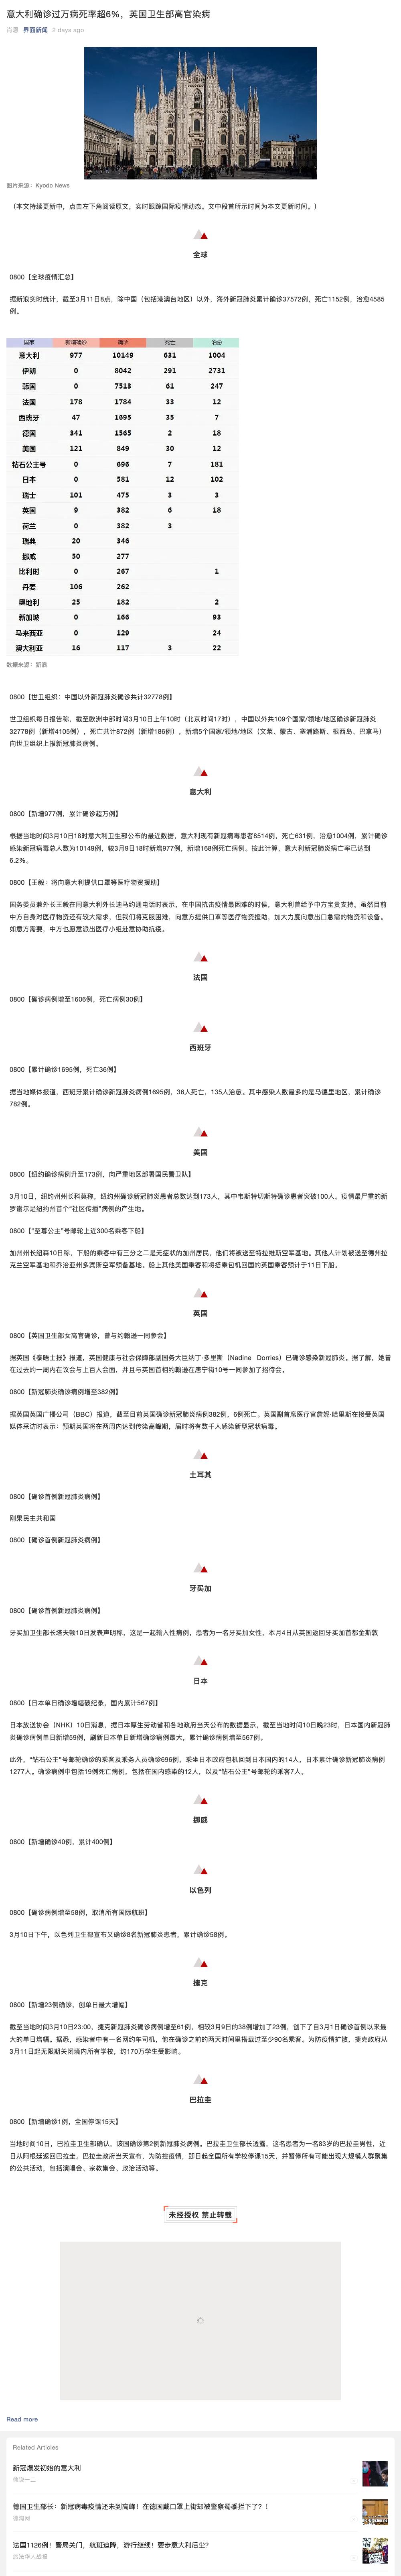 意大利确诊过万病死率超6%，英国卫生部高官染病
肖恩 界面新闻 2 days ago
图片来源：Kyodo News
（本文持续更新中，点击左下角阅读原文，实时跟踪国际疫情动态。文中段首所示时间为本文更新时间。）
全球
0800【全球疫情汇总】
据新浪实时统计，截至3月11日8点，除中国（包括港澳台地区）以外，海外新冠肺炎累计确诊37572例，死亡1152例，治愈4585
例。
国家 新增确诊 确诊 死亡 治愈
意大利 977 10149 631 1004
伊朗 0 8042 291 2731
韩国 0 7513 61 247
法国 178 1784 33 12
西班牙 47 1695 35 7
德国 341 1565 2 18
美国 121 849 30 12
钻石公主号 0 696 7 181
日本 0 581 12 102
瑞士 101 475 3 3
英国 9 382 6 18
荷兰 0 382 3
瑞典 20 346
挪威 50 277
比利时 0 267 1
丹麦 106 262
奥地利 25 182 2
新加坡 0 166 93
马来西亚 0 129 24
澳大利亚 16 117 3 22
数据来源：新浪
0800【世卫组织：中国以外新冠肺炎确诊共计32778例】
世卫组织每日报告称，截至欧洲中部时间3月10日上午10时（北京时间17时），中国以外共109个国家/领地/地区确诊新冠肺炎
32778例（新增4105例），死亡共计872例（新增186例），新增5个国家/领地/地区（文莱、蒙古、塞浦路斯、根西岛、巴拿马）
向世卫组织上报新冠肺炎病例。
意大利
0800【新增977例，累计确诊超万例】
根据当地时间3月10日18时意大利卫生部公布的最近数据，意大利现有新冠病毒患者8514例，死亡631例，治愈1004例，累计确诊
感染新冠病毒总人数为10149例，较3月9日18时新增977例，新增168例死亡病例。按此计算，意大利新冠肺炎病亡率已达到
6.2%。
0800【王毅：将向意大利提供口罩等医疗物资援助】
国务委员兼外长王毅在同意大利外长迪马约通电话时表示，在中国抗击疫情最困难的时侯，意大利曾给予中方宝贵支持。虽然目前
中方自身对医疗物资还有较大需求，但我们将克服困难，向意方提供口罩等医疗物资援助，加大力度向意出口急需的物资和设备。
如意方需要，中方也愿意派出医疗小组赴意协助抗疫。
法国
0800【确诊病例增至1606例，死亡病例30例】
西班牙
0800【累计确诊1695例，死亡36例】
据当地媒体报道，西班牙累计确诊新冠肺炎病例1695例，36人死亡，135人治愈。其中感染人数最多的是马德里地区，累计确诊
782例。
美国
0800【纽约确诊病例升至173例，向严重地区部署国民警卫队】
3月10日，纽约州州长科莫称，纽约州确诊新冠肺炎患者总数达到173人，其中韦斯特切斯特确诊患者突破100人。疫情最严重的新
罗谢尔是纽约州首个“社区传播”病例的产生地。
0800【“至尊公主”号邮轮上近300名乘客下船】
加州州长纽森10日称，下船的乘客中有三分之二是无症状的加州居民，他们将被送至特拉维斯空军基地。其他人计划被送至德州拉
克兰空军基地和乔治亚州多宾斯空军预备基地。船上其他美国乘客和将搭乘包机回国的英国乘客预计于11日下船。
英国
0800【英国卫生部女高官确诊，曾与约翰逊一同参会】
据英国《泰晤士报》报道，英国健康与社会保障部副国务大臣纳丁·多里斯（Nadine Dorries）已确诊感染新冠肺炎。据了解，她曾
在过去的一周内在议会与上百人会面，并且与英国首相约翰逊在唐宁街10号一同参加了招待会。
0800【新冠肺炎确诊病例增至382例】
据英国英国广播公司（BBC）报道，截至目前英国确诊新冠肺炎病例382例，6例死亡。英国副首席医疗官詹妮·哈里斯在接受英国
媒体采访时表示：预期英国将在两周内达到传染高峰期，届时将有数千人感染新型冠状病毒。
土耳其
0800【确诊首例新冠肺炎病例】
刚果民主共和国
0800【确诊首例新冠肺炎病例】
牙买加
0800【确诊首例新冠肺炎病例】
牙买加卫生部长塔夫顿10日发表声明称，这是一起输入性病例，患者为一名牙买加女性，本月4日从英国返回牙买加首都金斯敦
日本
0800【日本单日确诊增幅破纪录，国内累计567例】
日本放送协会（NHK）10日消息，据日本厚生劳动省和各地政府当天公布的数据显示，截至当地时间10日晚23时，日本国内新冠肺
炎确诊病例单日新增59例，刷新日本单日新增确诊病例最大，累计确诊病例增至567例。
此外，“钻石公主”号邮轮确诊的乘客及乘务人员确诊696例，乘坐日本政府包机回到日本国内的14人，日本累计确诊新冠肺炎病例
1277人。确诊病例中包括19例死亡病例，包括在国内感染的12人，以及“钻石公主”号邮轮的乘客7人。
挪威
0800【新增确诊40例，累计400例】
以色列
0800【确诊病例增至58例，取消所有国际航班】
3月10日下午，以色列卫生部宣布又确诊8名新冠肺炎患者，累计确诊58例。
捷克
0800【新增23例确诊，创单日最大增幅】
截至当地时间3月10日23:00，捷克新冠肺炎确诊病例增至61例，相较3月9日的38例增加了23例，创下了自3月1日确诊首例以来最
大的单日增幅。据悉，感染者中有一名网约车司机，他在确诊之前的两天时间里搭载过至少90名乘客。为防疫情扩散，捷克政府从
3月11日起无限期关闭境内所有学校，约170万学生受影响。
巴拉圭
0800【新增确诊1例，全国停课15天】
当地时间10日，巴拉圭卫生部确认，该国确诊第2例新冠肺炎病例。巴拉圭卫生部长透露，这名患者为一名83岁的巴拉圭男性，近
日从阿根廷返回巴拉圭。巴拉圭政府当天宣布，为防控疫情，即日起全国所有学校停课15天，并暂停所有可能出现大规模人群聚集
的公共活动，包括演唱会、宗教集会、政治活动等。
未经授权 禁止转载
Read more
Related Articles
新冠爆发初始的意大利
德国卫生部长：新冠病毒疫情还未到高峰！在德国戴口罩上街却被警察蜀黍拦下了？！
德淘网
法国1126例！警局关门，航班迫降，游行继续！要步意大利后尘？
旅法华人战报